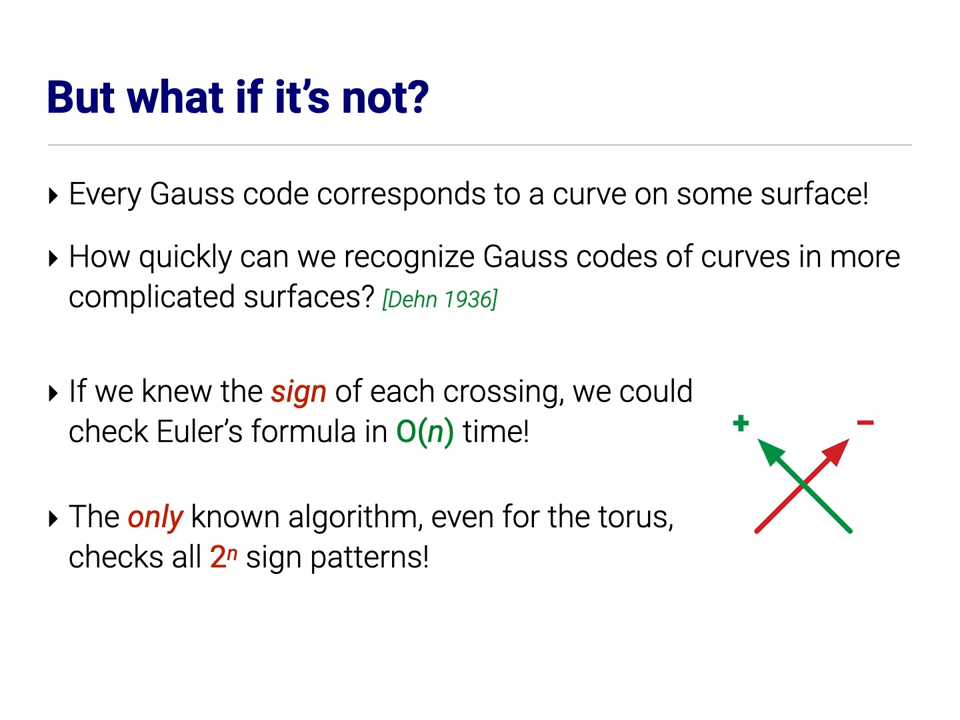 But what if it's not?
‣ Every Gauss code corresponds to a curve on some surface!
‣ How quickly can we recognize Gauss codes of curves in more
complicated surfaces? [Dehn 1936]
‣ If we knew the sign of each crossing, we could
check Euler's formula in O(n) time!
+ −
‣ The only known algorithm, even for the torus,
checks all 2ⁿ sign patterns!